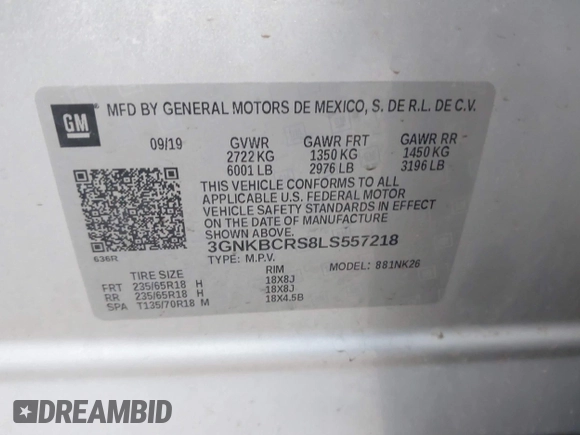 GM MFD BY GENERAL MOTORS DE MEXICO, S. DE R.L. DE C.V.
09/19 GVWR GAWR FRT GAWR RR
2722 KG 1350 KG 1450 KG
6001 LB 2976 LB 3196 LB
THIS VEHICLE CONFORMS TO ALL
APPLICABLE U.S. FEDERAL MOTOR
VEHICLE SAFETY STANDARDS IN EFFECT
ON THE DATE OF MANUFACTURE
SHOWN ABOVE.
636R 3GNKBCRS8LS557218
TYPE: M.P.V. MODEL: 881NK26
TIRE SIZE RIM
FRT 235/65R18 H 18X8J
RR 235/65R18 H 18X8J
SPA T135/70R18 M 18X4.5B
DREAMBID